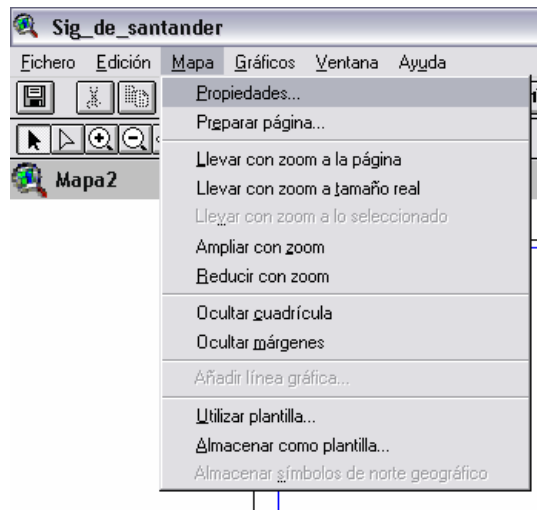 Sig_de_santander
Fichero Edición Mapa Gráficos Ventana Ayuda
Propiedades...
Preparar página...
Mapa2
Llevar con zoom a la página
Llevar con zoom a tamaño real
Llevar con zoom a lo seleccionado
Ampliar con zoom
Reducir con zoom
Ocultar cuadrícula
Ocultar márgenes
Añadir línea gráfica...
Utilizar plantilla...
Almacenar como plantilla...
Almacenar símbolos de norte geográfico